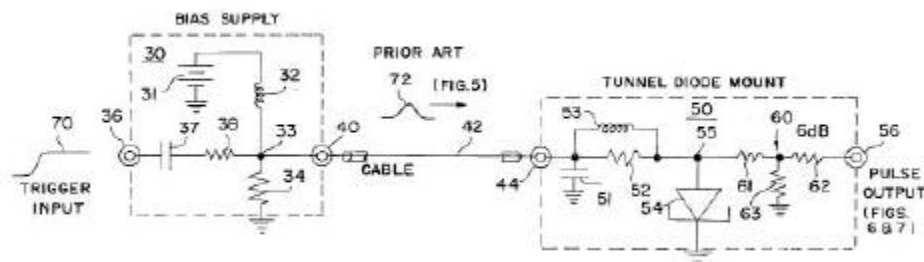 BIAS SUPPLY
30
31
32
PRIOR ART
72
(FIG.5)
TUNNEL DIODE MOUNT
53
50
55
60
6dB
56
70
36
37
38
33
40
42
CABLE
44
51
52
54
61
63
62
34
TRIGGER
INPUT
PULSE
OUTPUT
(FIGS.
6&7)